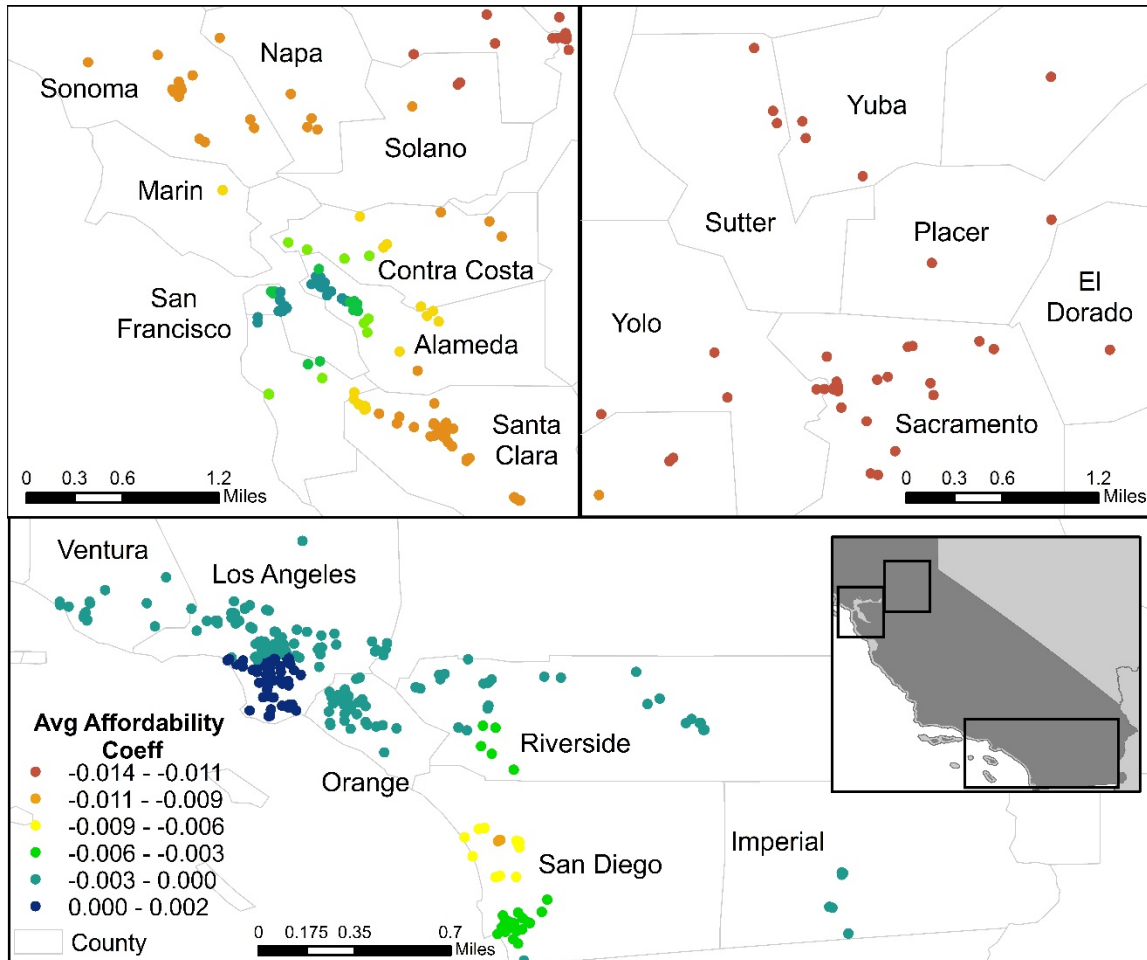 Napa
Sonoma
Solano
Marin
Contra Costa
San
Francisco
Alameda
Santa
Clara
0 0.3 0.6 1.2
Miles
Yuba
Sutter
Placer
El
Dorado
Yolo
Sacramento
0 0.3 0.6 1.2
Miles
Ventura
Los Angeles
Riverside
Orange
San Diego
Imperial
Avg Affordability
Coeff
-0.014 - -0.011
-0.011 - -0.009
-0.009 - -0.006
-0.006 - -0.003
-0.003 - 0.000
0.000 - 0.002
County
0 0.175 0.35 0.7
Miles